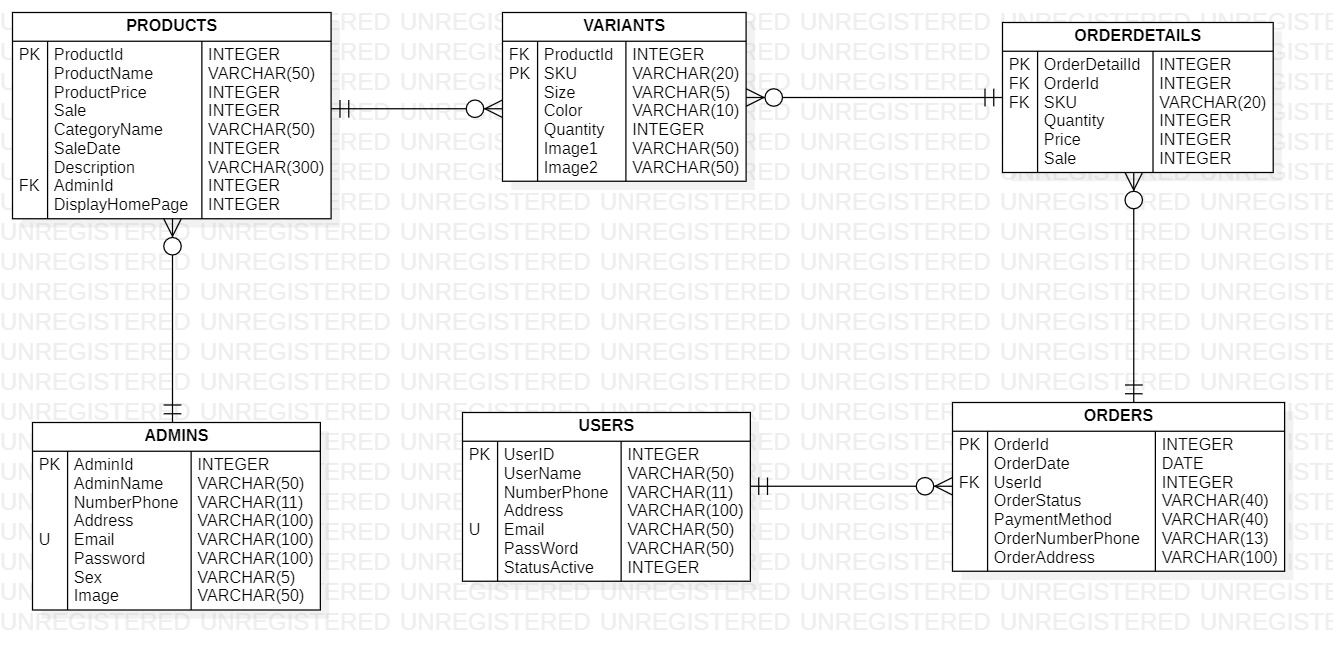 PRODUCTS
PK ProductId INTEGER
ProductName VARCHAR(50)
ProductPrice INTEGER
Sale INTEGER
CategoryName VARCHAR(50)
SaleDate INTEGER
Description VARCHAR(300)
FK AdminId INTEGER
DisplayHomePage INTEGER
VARIANTS
FK ProductId INTEGER
PK SKU VARCHAR(20)
Size VARCHAR(5)
Color VARCHAR(10)
Quantity INTEGER
Image1 VARCHAR(50)
Image2 VARCHAR(50)
ORDERDETAILS
PK OrderDetailId INTEGER
FK OrderId INTEGER
FK SKU VARCHAR(20)
Quantity INTEGER
Price INTEGER
Sale INTEGER
ADMINS
PK AdminId INTEGER
AdminName VARCHAR(50)
NumberPhone VARCHAR(11)
Address VARCHAR(100)
U Email VARCHAR(100)
Password VARCHAR(100)
Sex VARCHAR(5)
Image VARCHAR(50)
USERS
PK UserID INTEGER
UserName VARCHAR(50)
NumberPhone VARCHAR(11)
Address VARCHAR(100)
U Email VARCHAR(50)
PassWord VARCHAR(50)
StatusActive INTEGER
ORDERS
PK OrderId INTEGER
OrderDate DATE
FK UserId INTEGER
OrderStatus VARCHAR(40)
PaymentMethod VARCHAR(40)
OrderNumberPhone VARCHAR(13)
OrderAddress VARCHAR(100)
UNREGISTERED